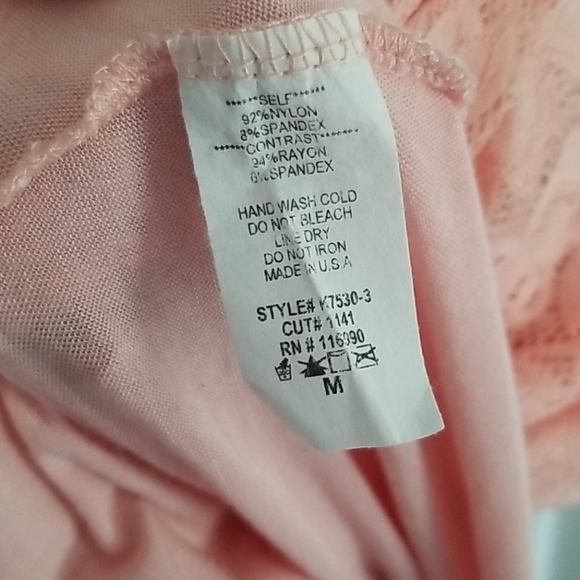 ******SELF******
92%NYLON
8%SPANDEX
******CONTRAST*******
94%RAYON
6%SPANDEX
HAND WASH COLD
DO NOT BLEACH
LINE DRY
DO NOT IRON
MADE IN U.S.A
STYLE# K7530-3
CUT# 1141
RN # 116990
M